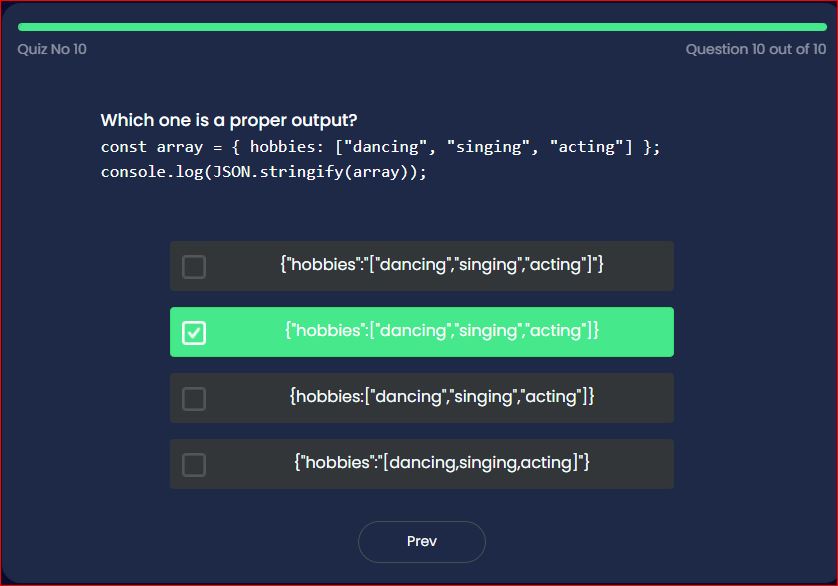 Quiz No 10
Question 10 out of 10
Which one is a proper output?
const array = { hobbies: ["dancing", "singing", "acting"] };
console.log(JSON.stringify(array));
{"hobbies":"["dancing","singing","acting"]"}
{"hobbies":["dancing","singing","acting"]}
{hobbies:["dancing","singing","acting"]}
{"hobbies":"[dancing,singing,acting]"}
Prev